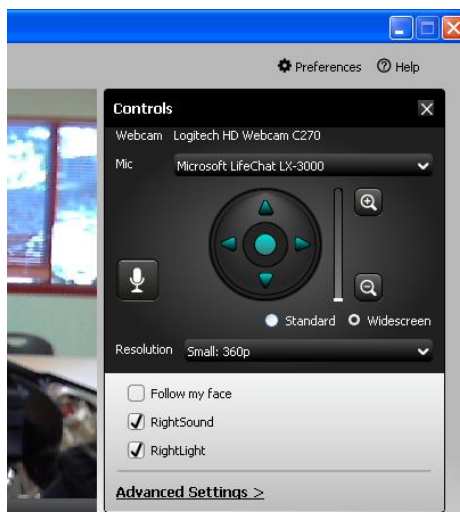 Preferences Help
Controls
Webcam Logitech HD Webcam C270
Mic Microsoft LifeChat LX-3000
Standard Widescreen
Resolution Small: 360p
Follow my face
RightSound
RightLight
Advanced Settings >